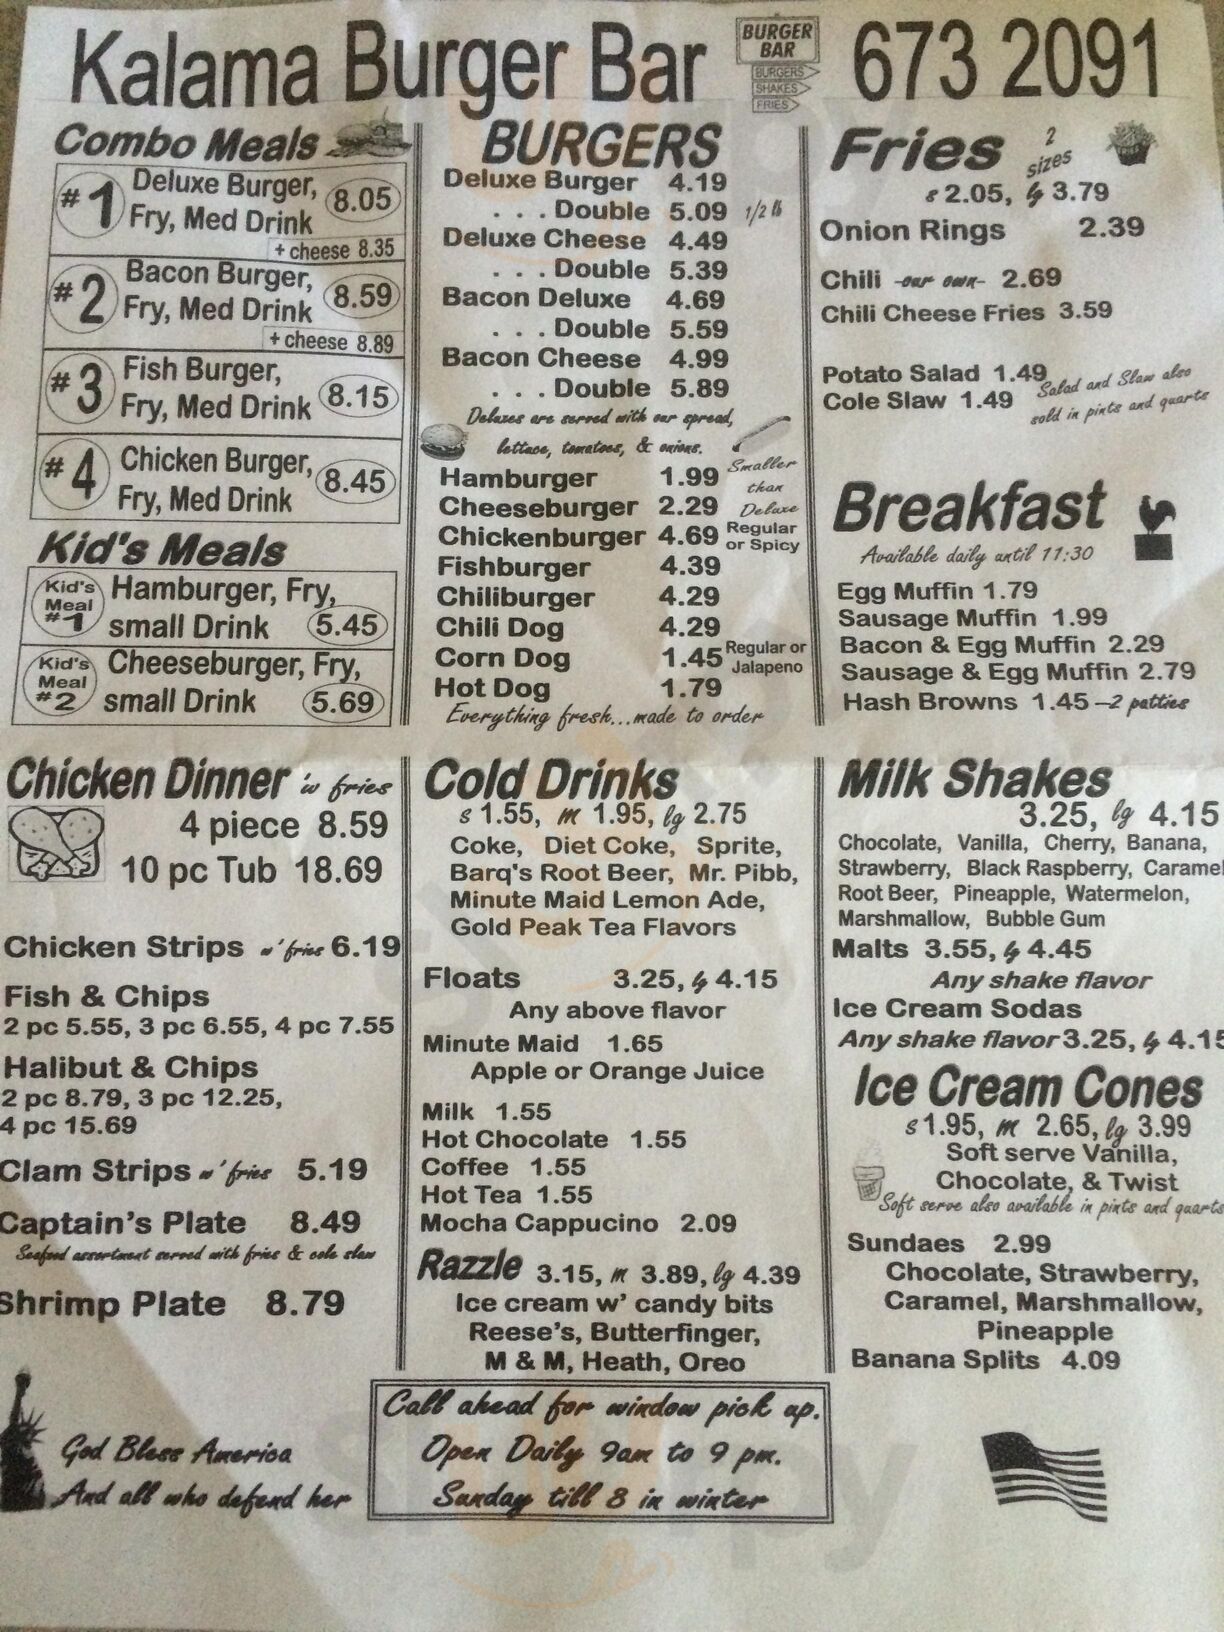 Kalama Burger Bar
BURGER
BAR
BURGERS
SHAKES
FRIES
673 2091
Combo Meals
#1 Deluxe Burger,
Fry, Med Drink 8.05
+ cheese 8.35
#2 Bacon Burger,
Fry, Med Drink 8.59
+ cheese 8.89
#3 Fish Burger,
Fry, Med Drink 8.15
#4 Chicken Burger,
Fry, Med Drink 8.45
Kid's Meals
Kid's Meal #1 Hamburger, Fry,
small Drink 5.45
Kid's Meal #2 Cheeseburger, Fry,
small Drink 5.69
BURGERS
Deluxe Burger 4.19
. . . Double 5.09 1/2 lb
Deluxe Cheese 4.49
. . . Double 5.39
Bacon Deluxe 4.69
. . . Double 5.59
Bacon Cheese 4.99
. . . Double 5.89
Deluxes are served with our spread,
lettuce, tomatoes, & onions.
Hamburger 1.99 Smaller
than
Cheeseburger 2.29 Deluxe
Chickenburger 4.69 Regular
or Spicy
Fishburger 4.39
Chiliburger 4.29
Chili Dog 4.29
Corn Dog 1.45 Regular or
Jalapeno
Hot Dog 1.79
Everything fresh...made to order
Fries 2
sizes
s 2.05, lg 3.79
Onion Rings 2.39
Chili -our own- 2.69
Chili Cheese Fries 3.59
Potato Salad 1.49
Cole Slaw 1.49
Salad and Slaw also
sold in pints and quarts
Breakfast
Available daily until 11:30
Egg Muffin 1.79
Sausage Muffin 1.99
Bacon & Egg Muffin 2.29
Sausage & Egg Muffin 2.79
Hash Browns 1.45 –2 patties
Chicken Dinner w' fries
4 piece 8.59
10 pc Tub 18.69
Chicken Strips w' fries 6.19
Fish & Chips
2 pc 5.55, 3 pc 6.55, 4 pc 7.55
Halibut & Chips
2 pc 8.79, 3 pc 12.25,
4 pc 15.69
Clam Strips w' fries 5.19
Captain's Plate 8.49
Seafood assortment served with fries & cole slaw
Shrimp Plate 8.79
Cold Drinks
s 1.55, m 1.95, lg 2.75
Coke, Diet Coke, Sprite,
Barq's Root Beer, Mr. Pibb,
Minute Maid Lemon Ade,
Gold Peak Tea Flavors
Floats 3.25, lg 4.15
Any above flavor
Minute Maid 1.65
Apple or Orange Juice
Milk 1.55
Hot Chocolate 1.55
Coffee 1.55
Hot Tea 1.55
Mocha Cappucino 2.09
Razzle 3.15, m 3.89, lg 4.39
Ice cream w' candy bits
Reese's, Butterfinger,
M & M, Heath, Oreo
Milk Shakes
3.25, lg 4.15
Chocolate, Vanilla, Cherry, Banana,
Strawberry, Black Raspberry, Caramel
Root Beer, Pineapple, Watermelon,
Marshmallow, Bubble Gum
Malts 3.55, lg 4.45
Any shake flavor
Ice Cream Sodas
Any shake flavor 3.25, lg 4.15
Ice Cream Cones
s 1.95, m 2.65, lg 3.99
Soft serve Vanilla,
Chocolate, & Twist
Soft serve also available in pints and quarts
Sundaes 2.99
Chocolate, Strawberry,
Caramel, Marshmallow,
Pineapple
Banana Splits 4.09
God Bless America
And all who defend her
Call ahead for window pick up.
Open Daily 9am to 9 pm.
Sunday till 8 in winter